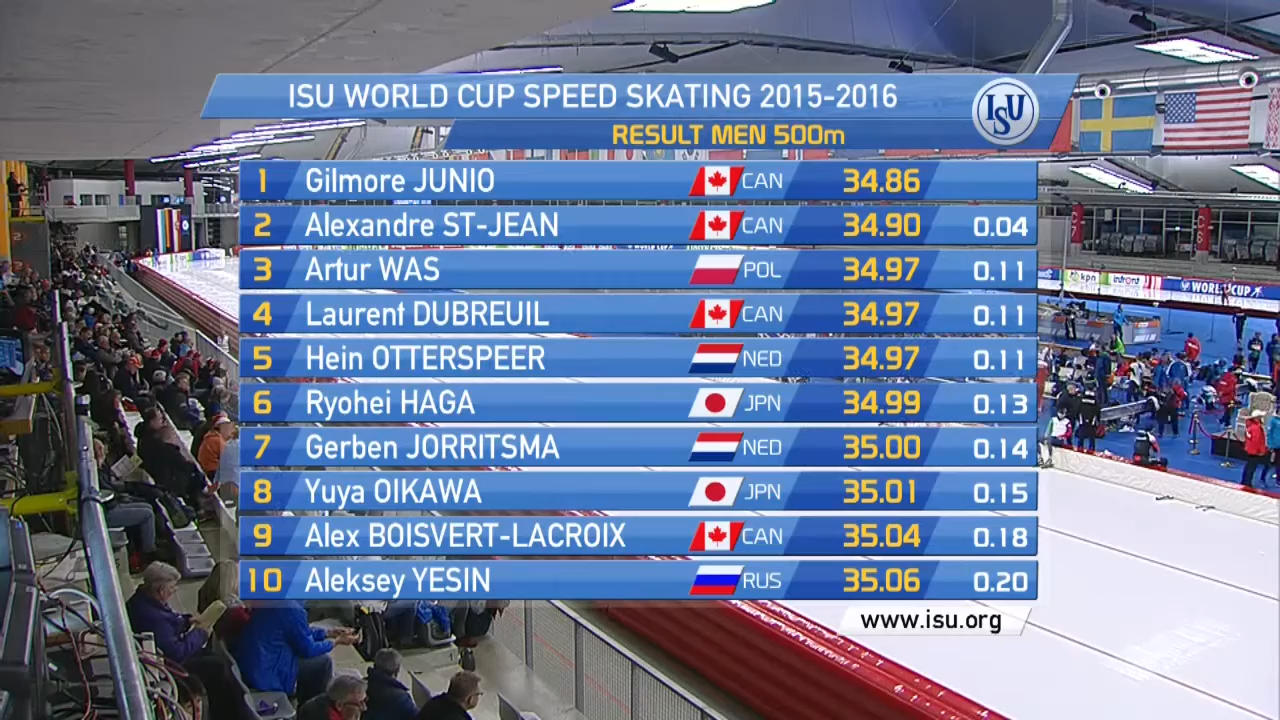 ISU WORLD CUP SPEED SKATING 2015-2016
ISU
RESULT MEN 500m
1 Gilmore JUNIO CAN 34.86
2 Alexandre ST-JEAN CAN 34.90 0.04
3 Artur WAS POL 34.97 0.11
4 Laurent DUBREUIL CAN 34.97 0.11
5 Hein OTTERSPEER NED 34.97 0.11
6 Ryohei HAGA JPN 34.99 0.13
7 Gerben JORRITSMA NED 35.00 0.14
8 Yuya OIKAWA JPN 35.01 0.15
9 Alex BOISVERT-LACROIX CAN 35.04 0.18
10 Aleksey YESIN RUS 35.06 0.20
www.isu.org
kpn
WORLD CUP